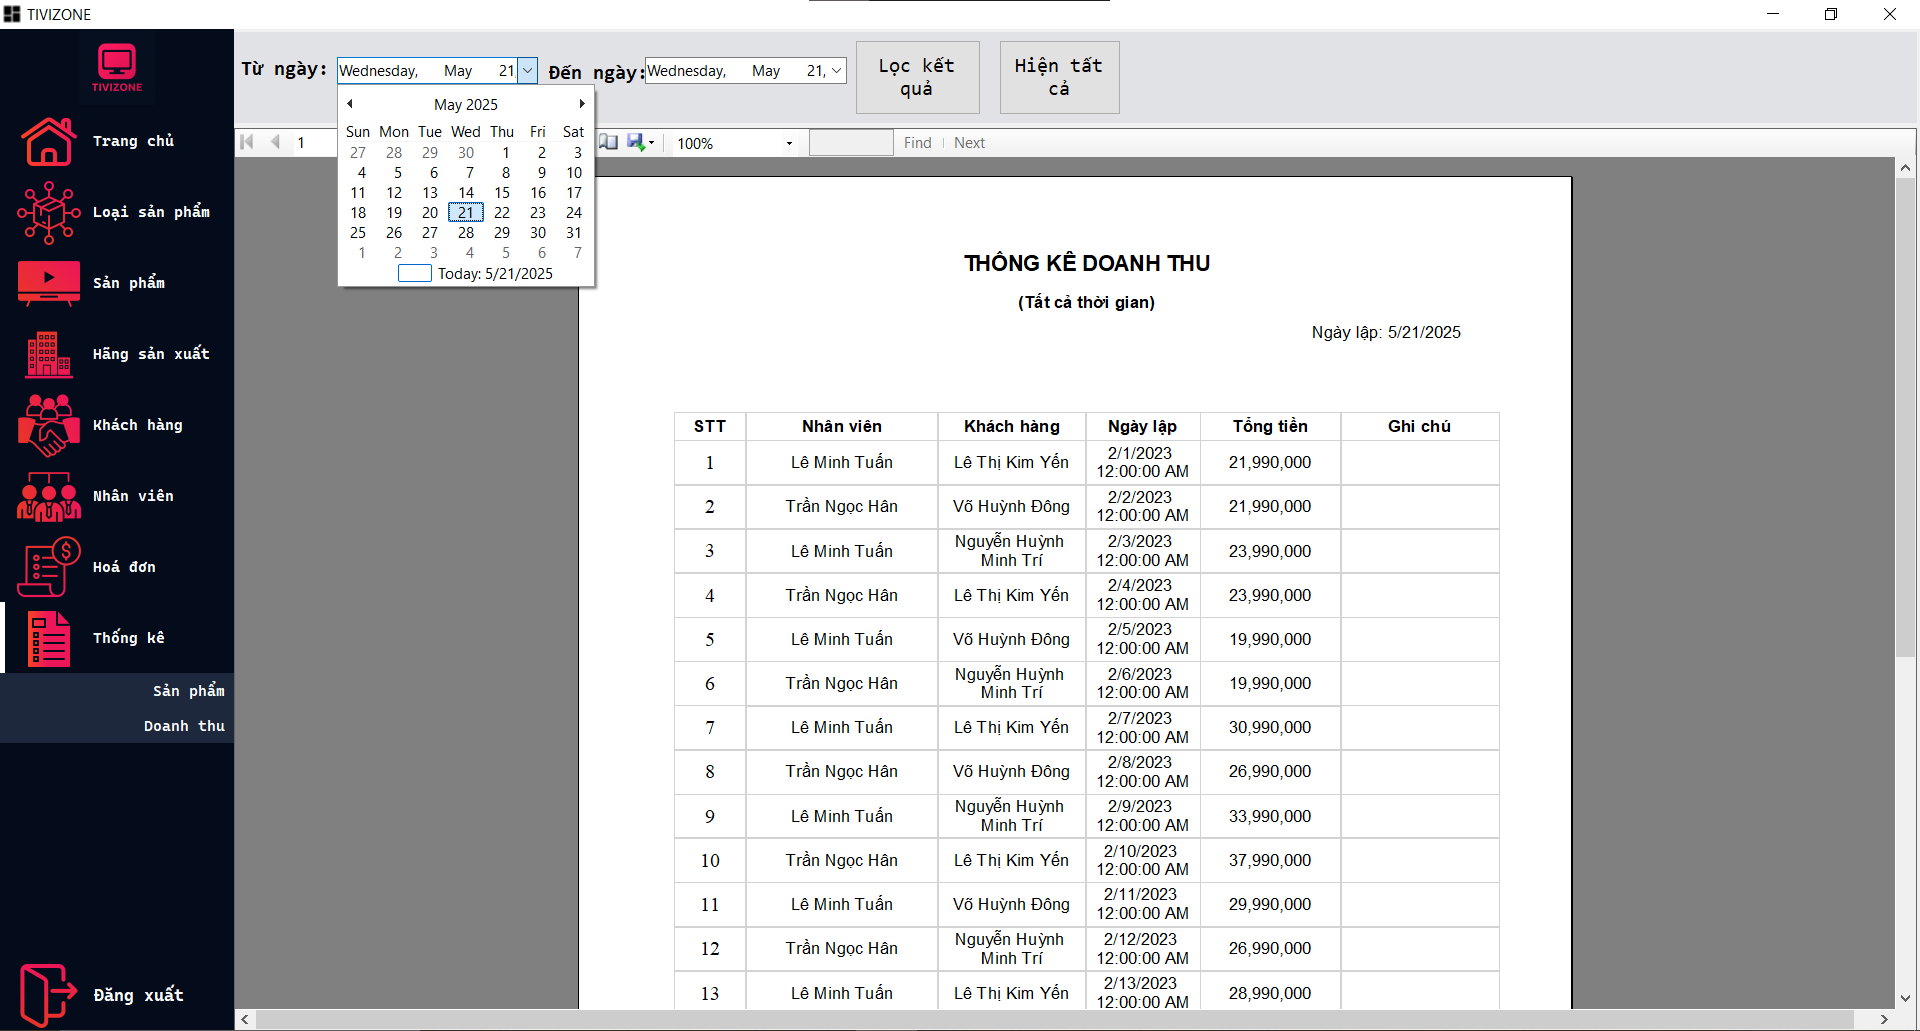 TIVIZONE
TIVIZONE
Trang chủ
Loại sản phẩm
Sản phẩm
Hãng sản xuất
Khách hàng
Nhân viên
Hoá đơn
Thống kê
Sản phẩm
Doanh thu
Đăng xuất
Từ ngày: Wednesday, May 21, Đến ngày: Wednesday, May 21,
Lọc kết quả
Hiện tất cả
May 2025
Sun Mon Tue Wed Thu Fri Sat
27 28 29 30 1 2 3
4 5 6 7 8 9 10
11 12 13 14 15 16 17
18 19 20 21 22 23 24
25 26 27 28 29 30 31
1 2 3 4 5 6 7
Today: 5/21/2025
1 100% Find Next
THỐNG KÊ DOANH THU
(Tất cả thời gian)
Ngày lập: 5/21/2025
STT Nhân viên Khách hàng Ngày lập Tổng tiền Ghi chú
1 Lê Minh Tuấn Lê Thị Kim Yến 2/1/2023 12:00:00 AM 21,990,000
2 Trần Ngọc Hân Võ Huỳnh Đông 2/2/2023 12:00:00 AM 21,990,000
3 Lê Minh Tuấn Nguyễn Huỳnh Minh Trí 2/3/2023 12:00:00 AM 23,990,000
4 Trần Ngọc Hân Lê Thị Kim Yến 2/4/2023 12:00:00 AM 23,990,000
5 Lê Minh Tuấn Võ Huỳnh Đông 2/5/2023 12:00:00 AM 19,990,000
6 Trần Ngọc Hân Nguyễn Huỳnh Minh Trí 2/6/2023 12:00:00 AM 19,990,000
7 Lê Minh Tuấn Lê Thị Kim Yến 2/7/2023 12:00:00 AM 30,990,000
8 Trần Ngọc Hân Võ Huỳnh Đông 2/8/2023 12:00:00 AM 26,990,000
9 Lê Minh Tuấn Nguyễn Huỳnh Minh Trí 2/9/2023 12:00:00 AM 33,990,000
10 Trần Ngọc Hân Lê Thị Kim Yến 2/10/2023 12:00:00 AM 37,990,000
11 Lê Minh Tuấn Võ Huỳnh Đông 2/11/2023 12:00:00 AM 29,990,000
12 Trần Ngọc Hân Nguyễn Huỳnh Minh Trí 2/12/2023 12:00:00 AM 26,990,000
13 Lê Minh Tuấn Lê Thị Kim Yến 2/13/2023 12:00:00 AM 28,990,000